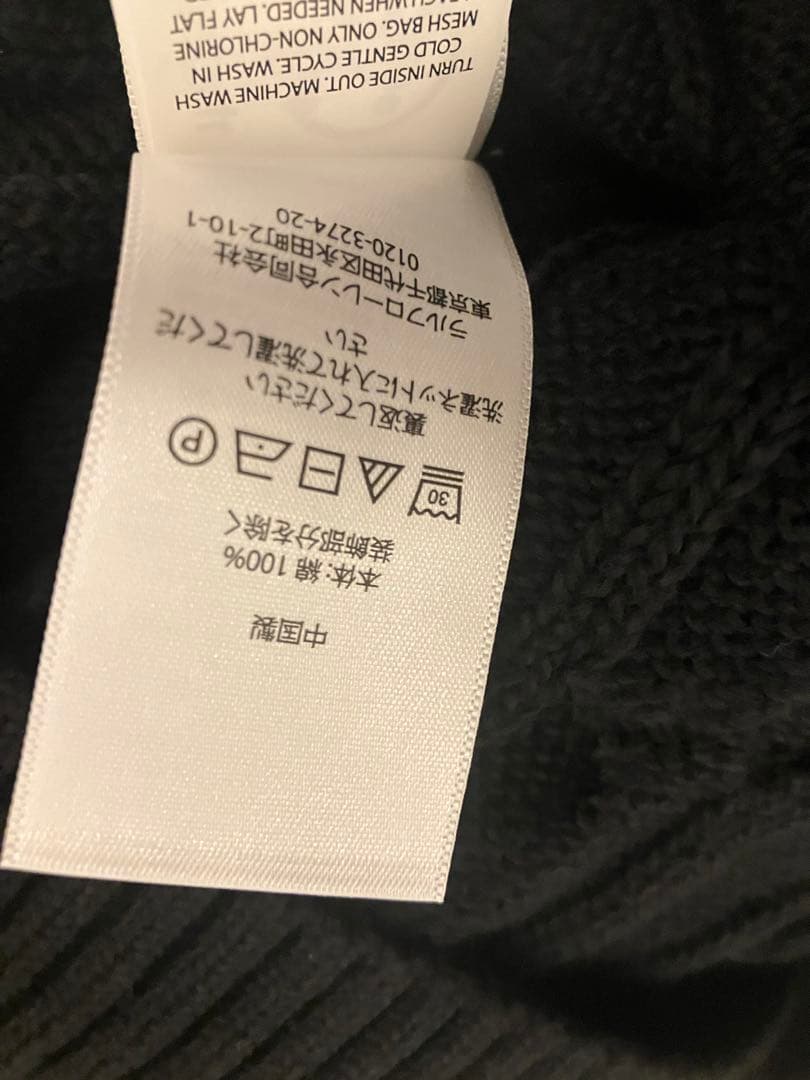 中国製
本体: 綿 100%
装飾部分を除く
30 P
裏返してください
洗濯ネットに入れて洗濯してくだ
さい
ラルフローレン合同会社
東京都千代田区永田町2-10-1
0120-3274-20
TURN INSIDE OUT. MACHINE WASH
COLD GENTLE CYCLE. WASH IN
MESH BAG. ONLY NON-CHLORINE
WHEN NEEDED. LAY FLAT